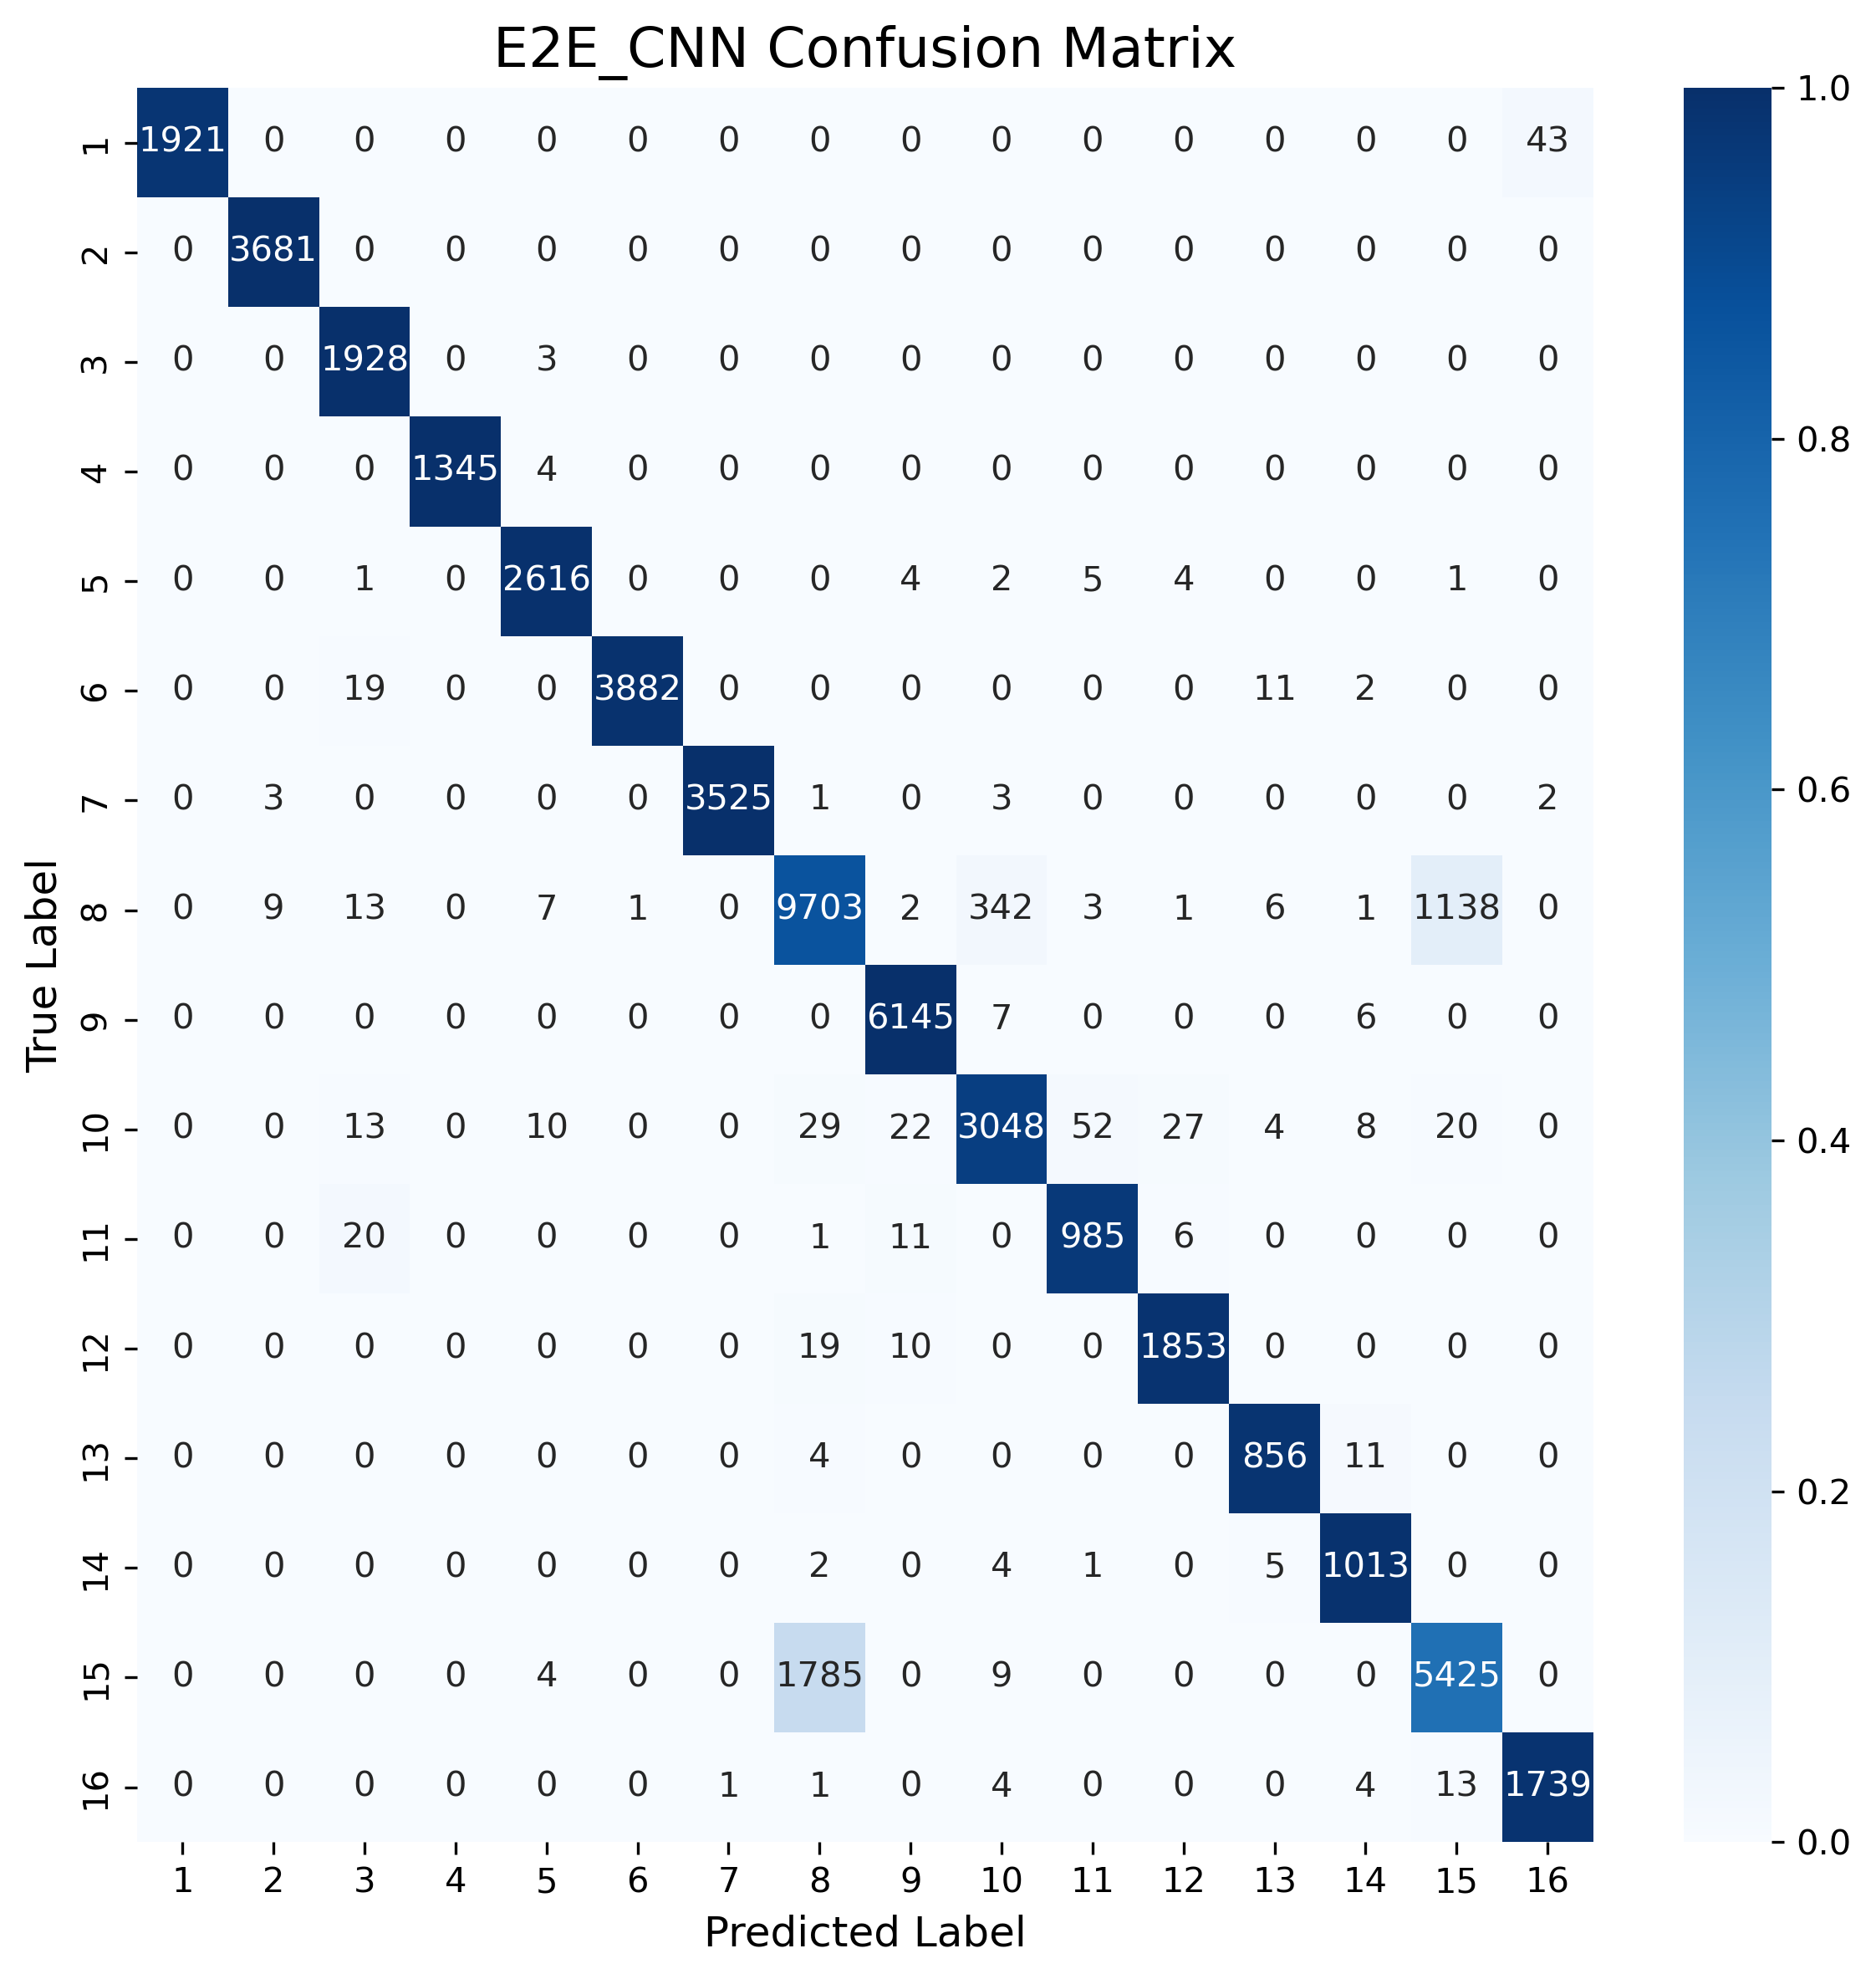 E2E_CNN Confusion Matrix
1 1921 0 0 0 0 0 0 0 0 0 0 0 0 0 0 43
2 0 3681 0 0 0 0 0 0 0 0 0 0 0 0 0 0
3 0 0 1928 0 3 0 0 0 0 0 0 0 0 0 0 0
4 0 0 0 1345 4 0 0 0 0 0 0 0 0 0 0 0
5 0 0 1 0 2616 0 0 0 4 2 5 4 0 0 1 0
6 0 0 19 0 0 3882 0 0 0 0 0 0 11 2 0 0
7 0 3 0 0 0 0 3525 1 0 3 0 0 0 0 0 2
8 0 9 13 0 7 1 0 9703 2 342 3 1 6 1 1138 0
9 0 0 0 0 0 0 0 0 6145 7 0 0 0 6 0 0
10 0 0 13 0 10 0 0 29 22 3048 52 27 4 8 20 0
11 0 0 20 0 0 0 0 1 11 0 985 6 0 0 0 0
12 0 0 0 0 0 0 0 19 10 0 0 1853 0 0 0 0
13 0 0 0 0 0 0 0 4 0 0 0 0 856 11 0 0
14 0 0 0 0 0 0 0 2 0 4 1 0 5 1013 0 0
15 0 0 0 0 4 0 0 1785 0 9 0 0 0 0 5425 0
16 0 0 0 0 0 0 1 1 0 4 0 0 0 4 13 1739
1 2 3 4 5 6 7 8 9 10 11 12 13 14 15 16
Predicted Label
True Label
1.0
0.8
0.6
0.4
0.2
0.0